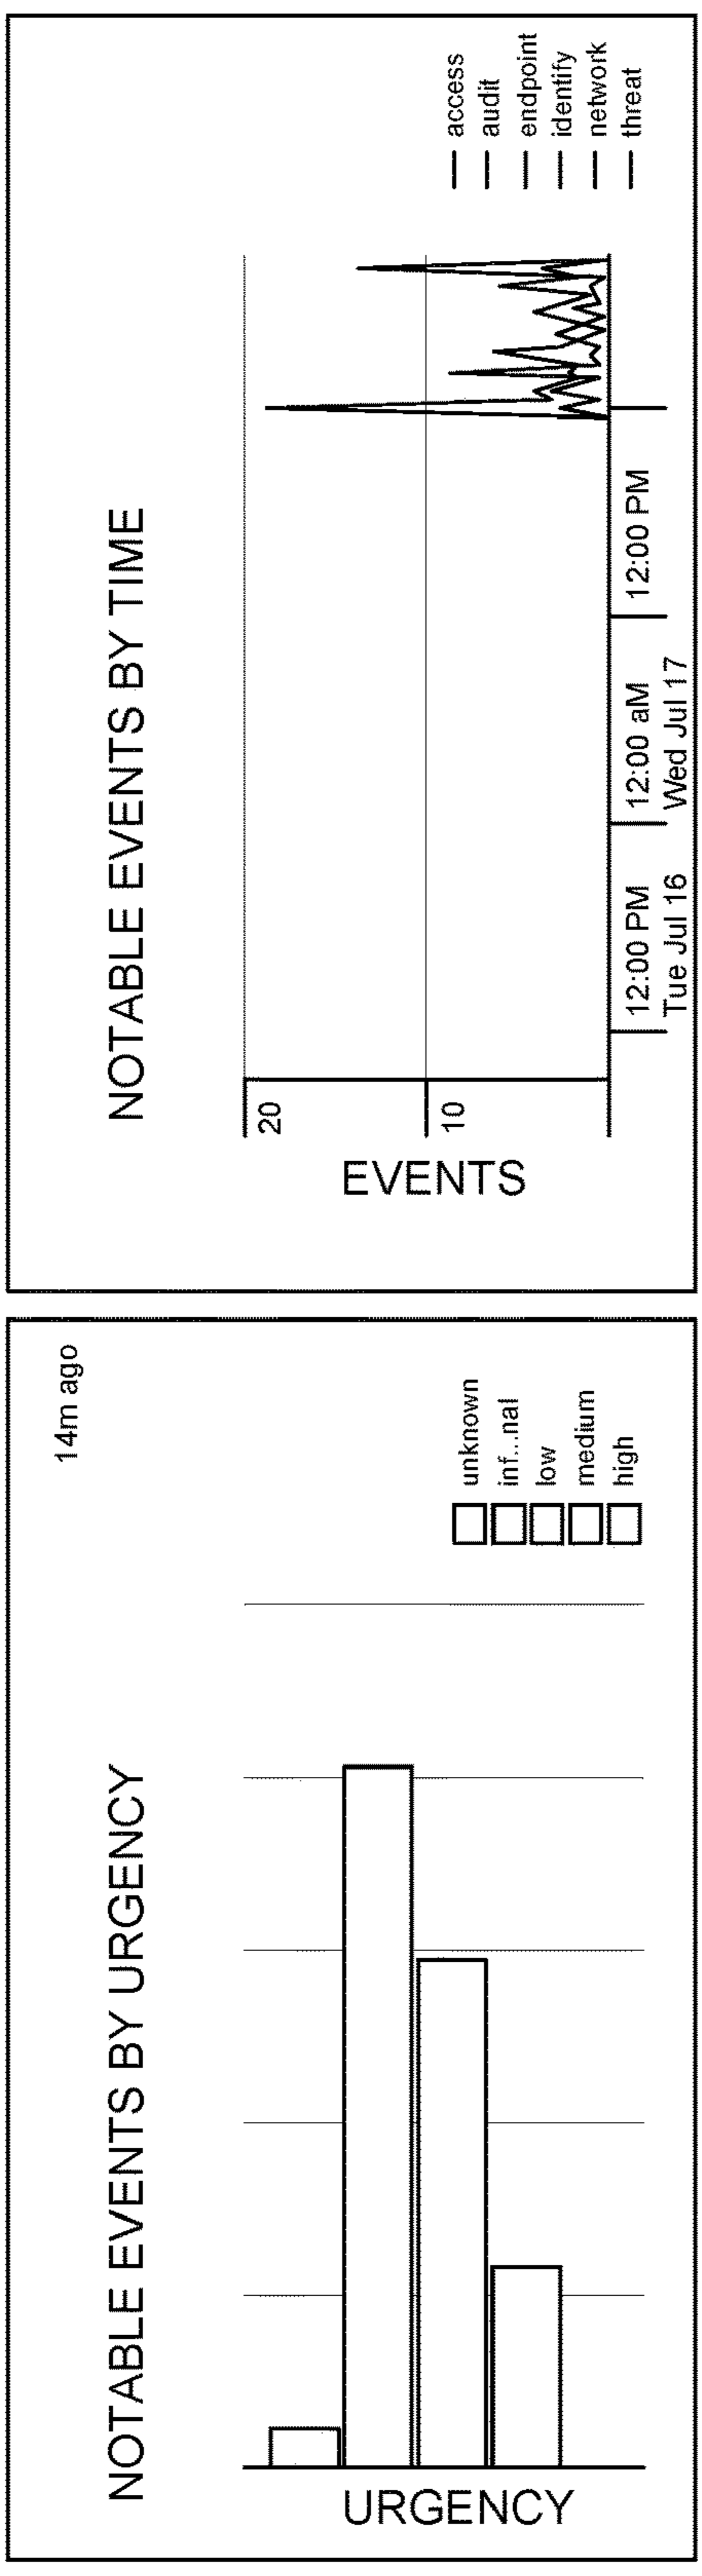 NOTABLE EVENTS BY URGENCY
14m ago
URGENCY
unknown
inf...nal
low
medium
high
NOTABLE EVENTS BY TIME
EVENTS
20
10
12:00 PM
Tue Jul 16
12:00 aM
Wed Jul 17
12:00 PM
access
audit
endpoint
identify
network
threat